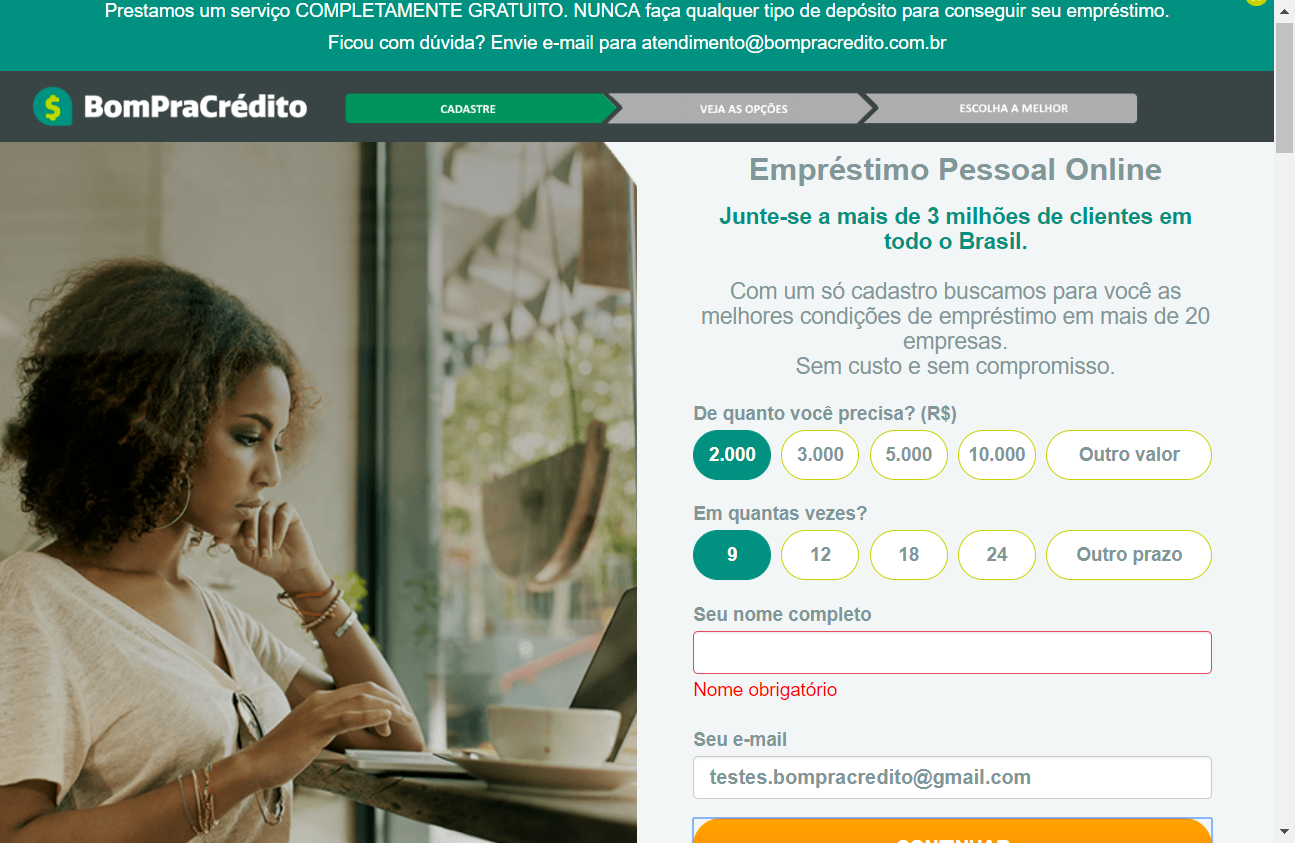 Prestamos um serviço COMPLETAMENTE GRATUITO. NUNCA faça qualquer tipo de depósito para conseguir seu empréstimo.
Ficou com dúvida? Envie e-mail para atendimento@bompracredito.com.br
$ BomPraCrédito
CADASTRE
VEJA AS OPÇÕES
ESCOLHA A MELHOR
Empréstimo Pessoal Online
Junte-se a mais de 3 milhões de clientes em
todo o Brasil.
Com um só cadastro buscamos para você as
melhores condições de empréstimo em mais de 20
empresas.
Sem custo e sem compromisso.
De quanto você precisa? (R$)
2.000 3.000 5.000 10.000 Outro valor
Em quantas vezes?
9 12 18 24 Outro prazo
Seu nome completo
Nome obrigatório
Seu e-mail
testes.bompracredito@gmail.com
CONTINUAR